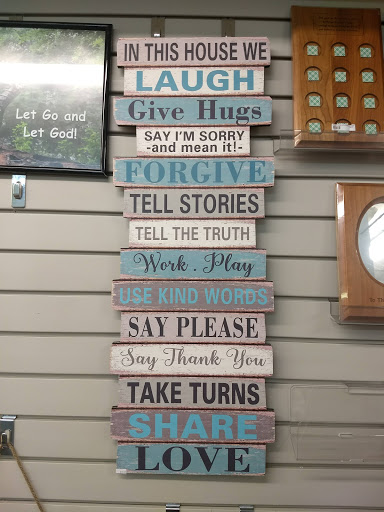 Let Go and
Let God!
IN THIS HOUSE WE
LAUGH
Give Hugs
SAY I'M SORRY
-and mean it!-
FORGIVE
TELL STORIES
TELL THE TRUTH
Work . Play
USE KIND WORDS
SAY PLEASE
Say Thank You
TAKE TURNS
SHARE
LOVE